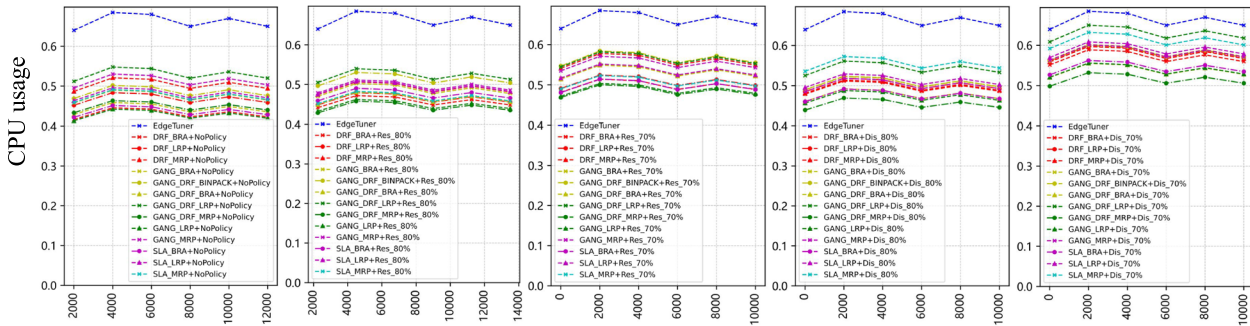 CPU usage
0.6
0.5
0.4
0.3
0.2
0.1
0.0
2000
4000
6000
8000
10000
12000
EdgeTuner
DRF_BRA+NoPolicy
DRF_LRP+NoPolicy
DRF_MRP+NoPolicy
GANG_BRA+NoPolicy
GANG_DRF_BINPACK+NoPolicy
GANG_DRF_BRA+NoPolicy
GANG_DRF_LRP+NoPolicy
GANG_DRF_MRP+NoPolicy
GANG_LRP+NoPolicy
GANG_MRP+NoPolicy
SLA_BRA+NoPolicy
SLA_LRP+NoPolicy
SLA_MRP+NoPolicy
0.6
0.5
0.4
0.3
0.2
0.1
0.0
2000
4000
6000
8000
10000
12000
14000
EdgeTuner
DRF_BRA+Res_80%
DRF_LRP+Res_80%
DRF_MRP+Res_80%
GANG_BRA+Res_80%
GANG_DRF_BINPACK+Res_80%
GANG_DRF_BRA+Res_80%
GANG_DRF_LRP+Res_80%
GANG_DRF_MRP+Res_80%
GANG_LRP+Res_80%
GANG_MRP+Res_80%
SLA_BRA+Res_80%
SLA_LRP+Res_80%
SLA_MRP+Res_80%
0.6
0.5
0.4
0.3
0.2
0.1
0.0
0
2000
4000
6000
8000
10000
EdgeTuner
DRF_BRA+Res_70%
DRF_LRP+Res_70%
DRF_MRP+Res_70%
GANG_BRA+Res_70%
GANG_DRF_BINPACK+Res_70%
GANG_DRF_BRA+Res_70%
GANG_DRF_LRP+Res_70%
GANG_DRF_MRP+Res_70%
GANG_LRP+Res_70%
GANG_MRP+Res_70%
SLA_BRA+Res_70%
SLA_LRP+Res_70%
SLA_MRP+Res_70%
0.6
0.5
0.4
0.3
0.2
0.1
0.0
0
2000
4000
6000
8000
10000
EdgeTuner
DRF_BRA+Dis_80%
DRF_LRP+Dis_80%
DRF_MRP+Dis_80%
GANG_BRA+Dis_80%
GANG_DRF_BINPACK+Dis_80%
GANG_DRF_BRA+Dis_80%
GANG_DRF_LRP+Dis_80%
GANG_DRF_MRP+Dis_80%
GANG_LRP+Dis_80%
GANG_MRP+Dis_80%
SLA_BRA+Dis_80%
SLA_LRP+Dis_80%
SLA_MRP+Dis_80%
0.6
0.5
0.4
0.3
0.2
0.1
0.0
0
2000
4000
6000
8000
10000
EdgeTuner
DRF_BRA+Dis_70%
DRF_LRP+Dis_70%
DRF_MRP+Dis_70%
GANG_BRA+Dis_70%
GANG_DRF_BINPACK+Dis_70%
GANG_DRF_BRA+Dis_70%
GANG_DRF_LRP+Dis_70%
GANG_DRF_MRP+Dis_70%
GANG_LRP+Dis_70%
GANG_MRP+Dis_70%
SLA_BRA+Dis_70%
SLA_LRP+Dis_70%
SLA_MRP+Dis_70%